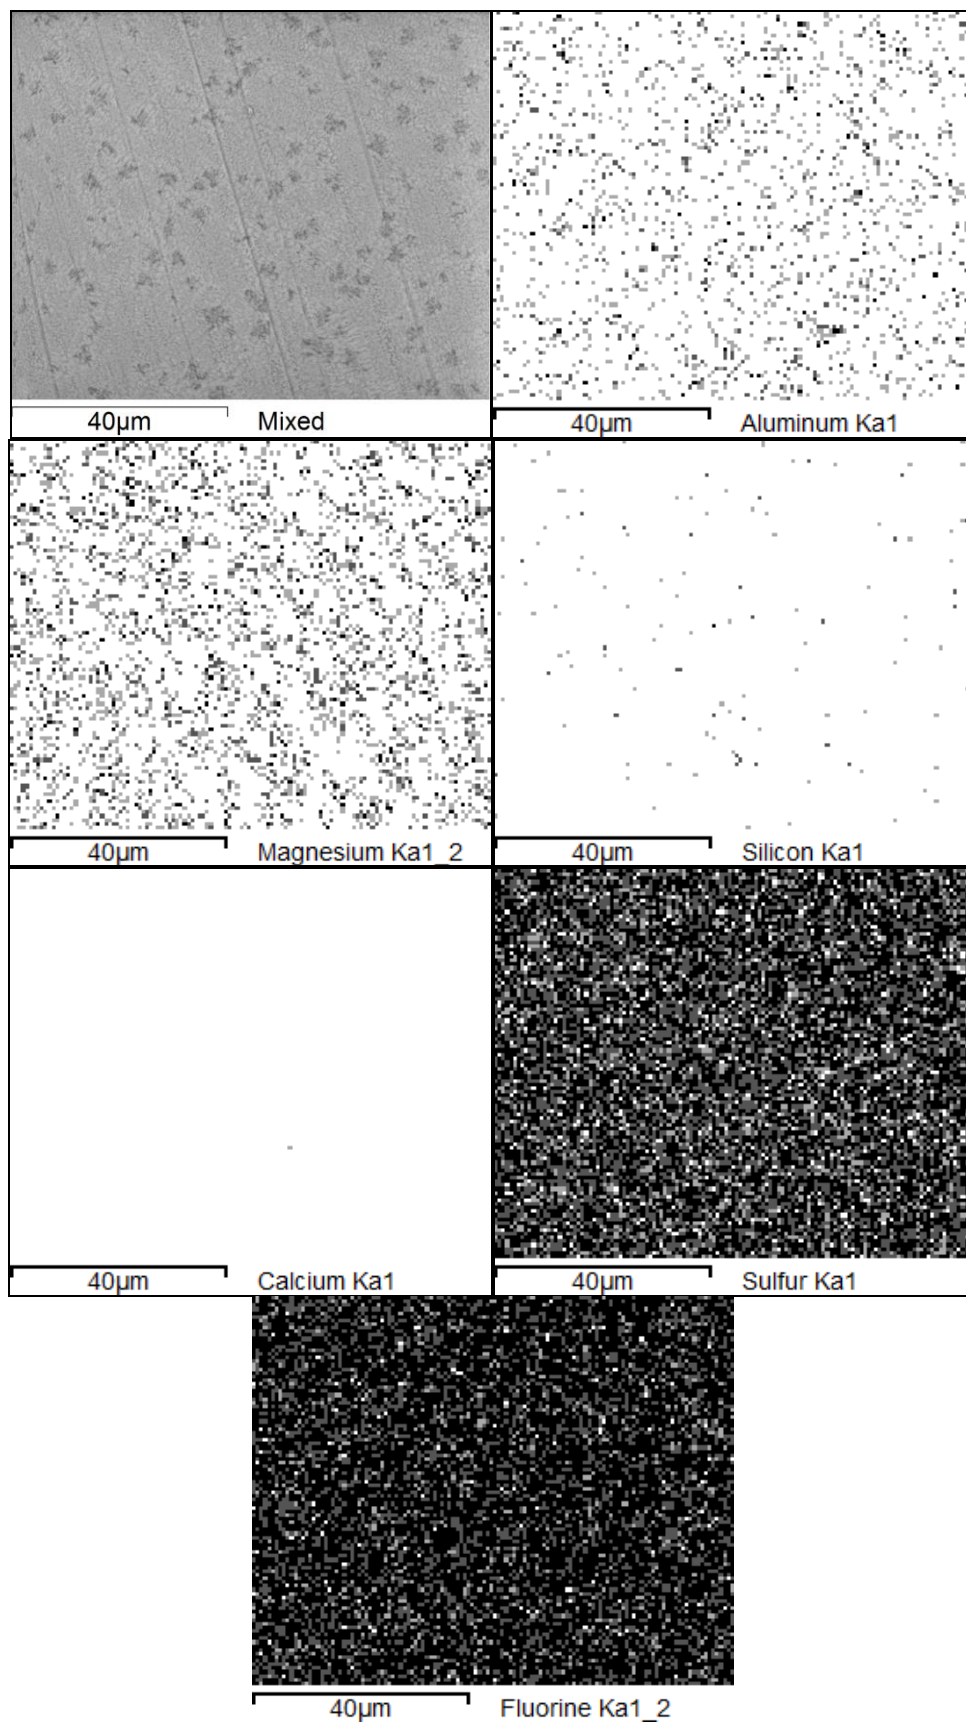 40µm Mixed
40µm Aluminum Ka1
40µm Magnesium Ka1_2
40µm Silicon Ka1
40µm Calcium Ka1
40µm Sulfur Ka1
40µm Fluorine Ka1_2